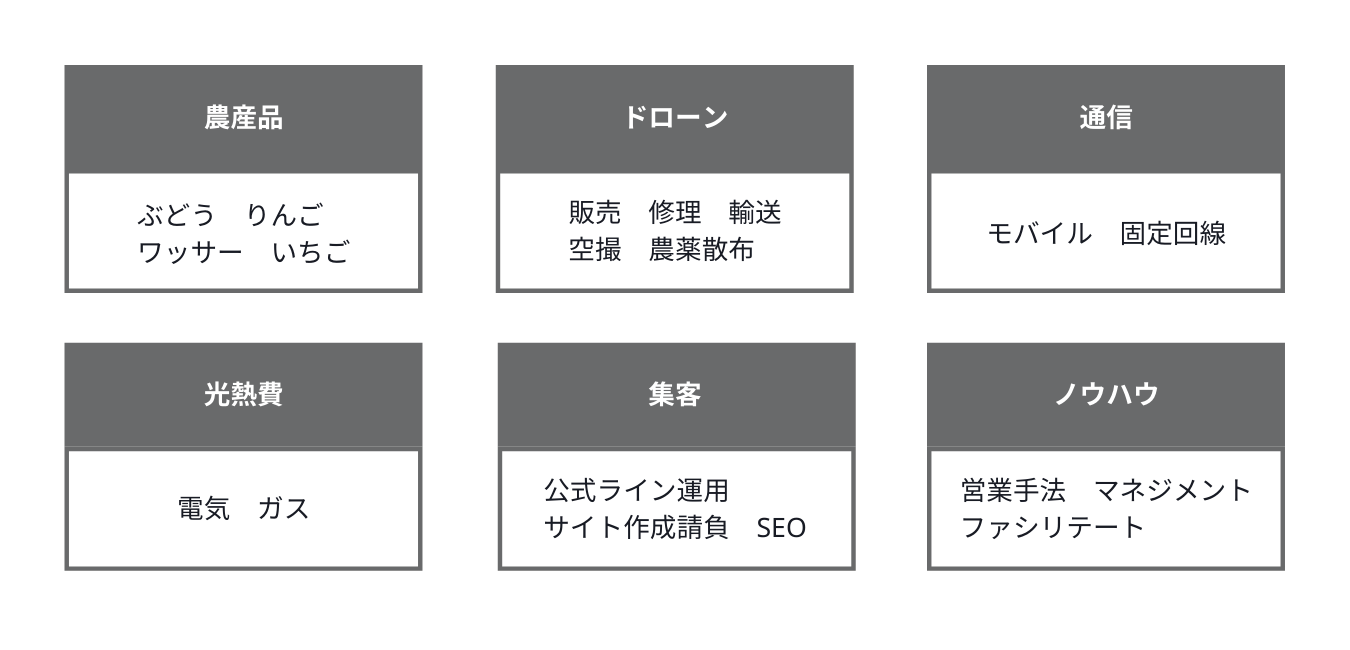 農産品
ぶどう　りんご
ワッサー　いちご
ドローン
販売　修理　輸送
空撮　農薬散布
通信
モバイル　固定回線
光熱費
電気　ガス
集客
公式ライン運用
サイト作成請負　SEO
ノウハウ
営業手法　マネジメント
ファシリテート